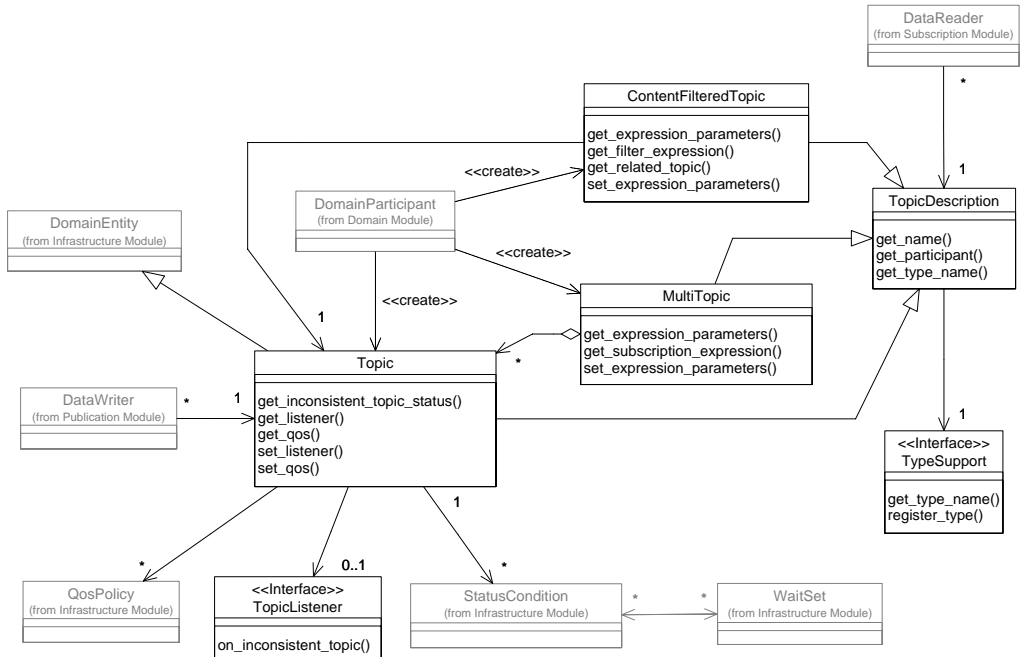 DataReader
(from Subscription Module)
*
1
ContentFilteredTopic
get_expression_parameters()
get_filter_expression()
get_related_topic()
set_expression_parameters()
<<create>>
DomainParticipant
(from Domain Module)
TopicDescription
get_name()
get_participant()
get_type_name()
DomainEntity
(from Infrastructure Module)
<<create>>
<<create>>
MultiTopic
get_expression_parameters()
get_subscription_expression()
set_expression_parameters()
1
*
Topic
get_inconsistent_topic_status()
get_listener()
get_qos()
set_listener()
set_qos()
DataWriter
(from Publication Module)
*
1
1
<<Interface>>
TypeSupport
get_type_name()
register_type()
1
*
0..1
*
QosPolicy
(from Infrastructure Module)
<<Interface>>
TopicListener
on_inconsistent_topic()
StatusCondition
(from Infrastructure Module)
*
*
WaitSet
(from Infrastructure Module)